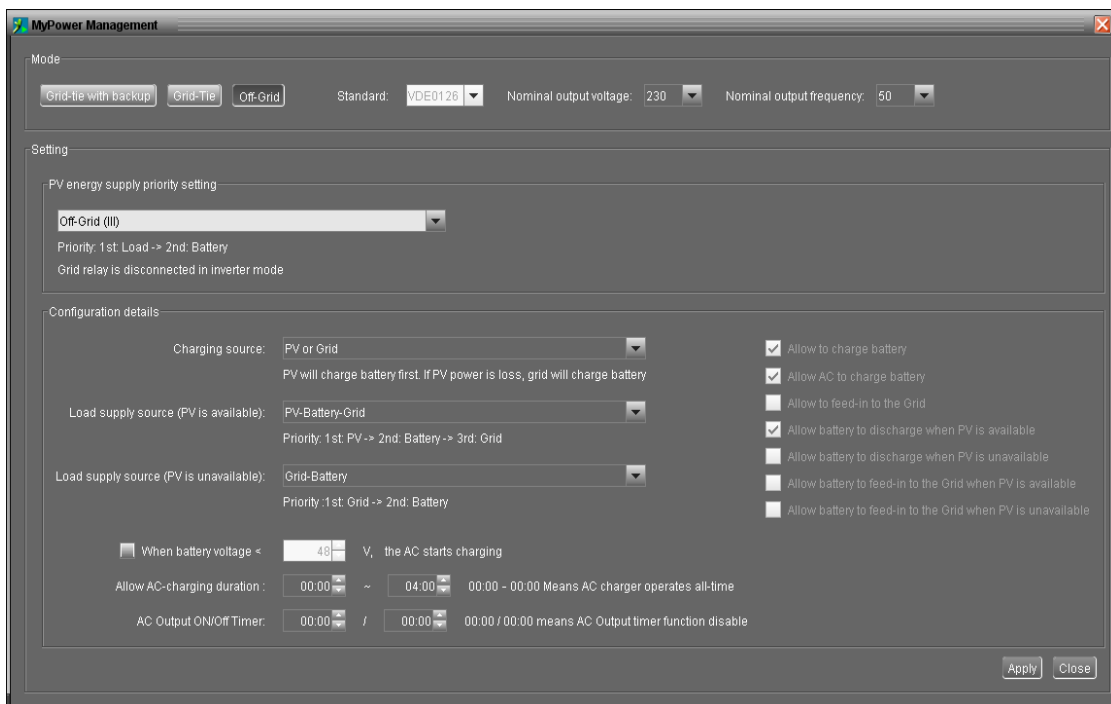 MyPower Management
Mode
Grid-tie with backup Grid-Tie Off-Grid Standard: VDE0126 Nominal output voltage: 230 Nominal output frequency: 50
Setting
PV energy supply priority setting
Off-Grid (III)
Priority: 1st: Load -> 2nd: Battery
Grid relay is disconnected in inverter mode
Configuration details
Charging source: PV or Grid
PV will charge battery first. If PV power is loss, grid will charge battery
Load supply source (PV is available): PV-Battery-Grid
Priority: 1st: PV -> 2nd: Battery -> 3rd: Grid
Load supply source (PV is unavailable): Grid-Battery
Priority :1st: Grid -> 2nd: Battery
Allow to charge battery
Allow AC to charge battery
Allow to feed-in to the Grid
Allow battery to discharge when PV is available
Allow battery to discharge when PV is unavailable
Allow battery to feed-in to the Grid when PV is available
Allow battery to feed-in to the Grid when PV is unavailable
When battery voltage < 48 V, the AC starts charging
Allow AC-charging duration : 00:00 ~ 04:00 00:00 - 00:00 Means AC charger operates all-time
AC Output ON/Off Timer: 00:00 / 00:00 00:00 / 00:00 means AC Output timer function disable
Apply Close